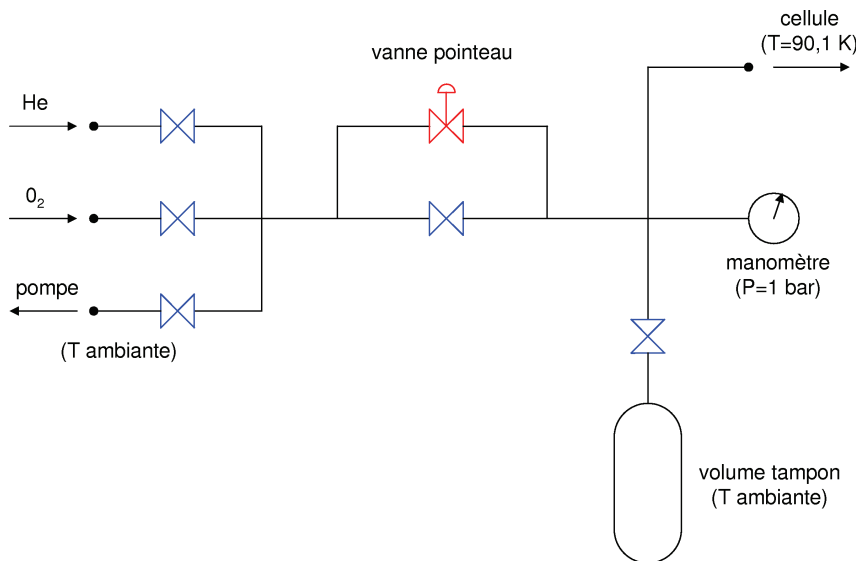 cellule
(T=90,1 K)
vanne pointeau
He
0₂
pompe
(T ambiante)
manomètre
(P=1 bar)
volume tampon
(T ambiante)